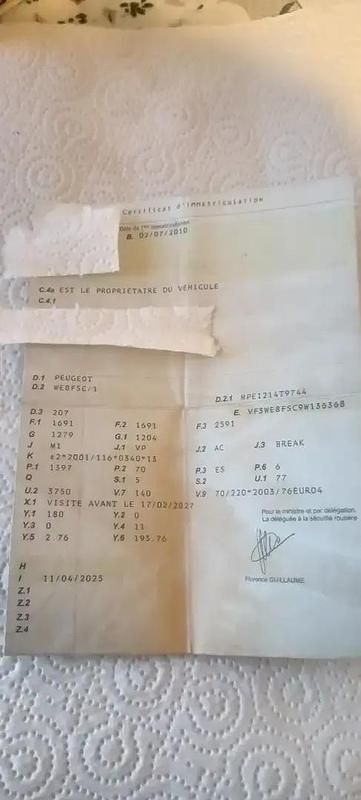 Certificat d'immatriculation
Date de 1ère immatriculation
B. 02/07/2010
C.4a EST LE PROPRIÉTAIRE DU VÉHICULE
C.4.1
D.1 PEUGEOT
D.2 WE8FSC/1
D.2.1 MPE1214T9744
D.3 207
E. VF3WE8FSC9W136368
F.1 1691 F.2 1691 F.3 2591
G 1279 G.1 1204
J M1 J.1 VP J.2 AC J.3 BREAK
K e2*2001/116*0340*13
P.1 1397 P.2 70 P.3 ES P.6 6
Q S.1 5 S.2 U.1 77
U.2 3750 V.7 140 V.9 70/220*2003/76EURO4
X.1 VISITE AVANT LE 17/02/2027
Y.1 180 Y.2 0
Y.3 0 Y.4 11
Y.5 2.76 Y.6 193.76
Pour le ministre et par délégation,
La déléguée à la sécurité routière
Florence GUILLAUME
H
I 11/04/2025
Z.1
Z.2
Z.3
Z.4